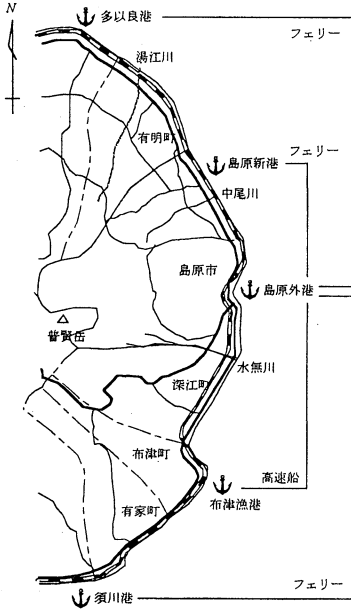 N
多以良港
フェリー
湯江川
有明町
フェリー
島原新港
中尾川
島原市
島原外港
普賢岳
水無川
深江町
布津町
高速船
布津漁港
有家町
フェリー
須川港